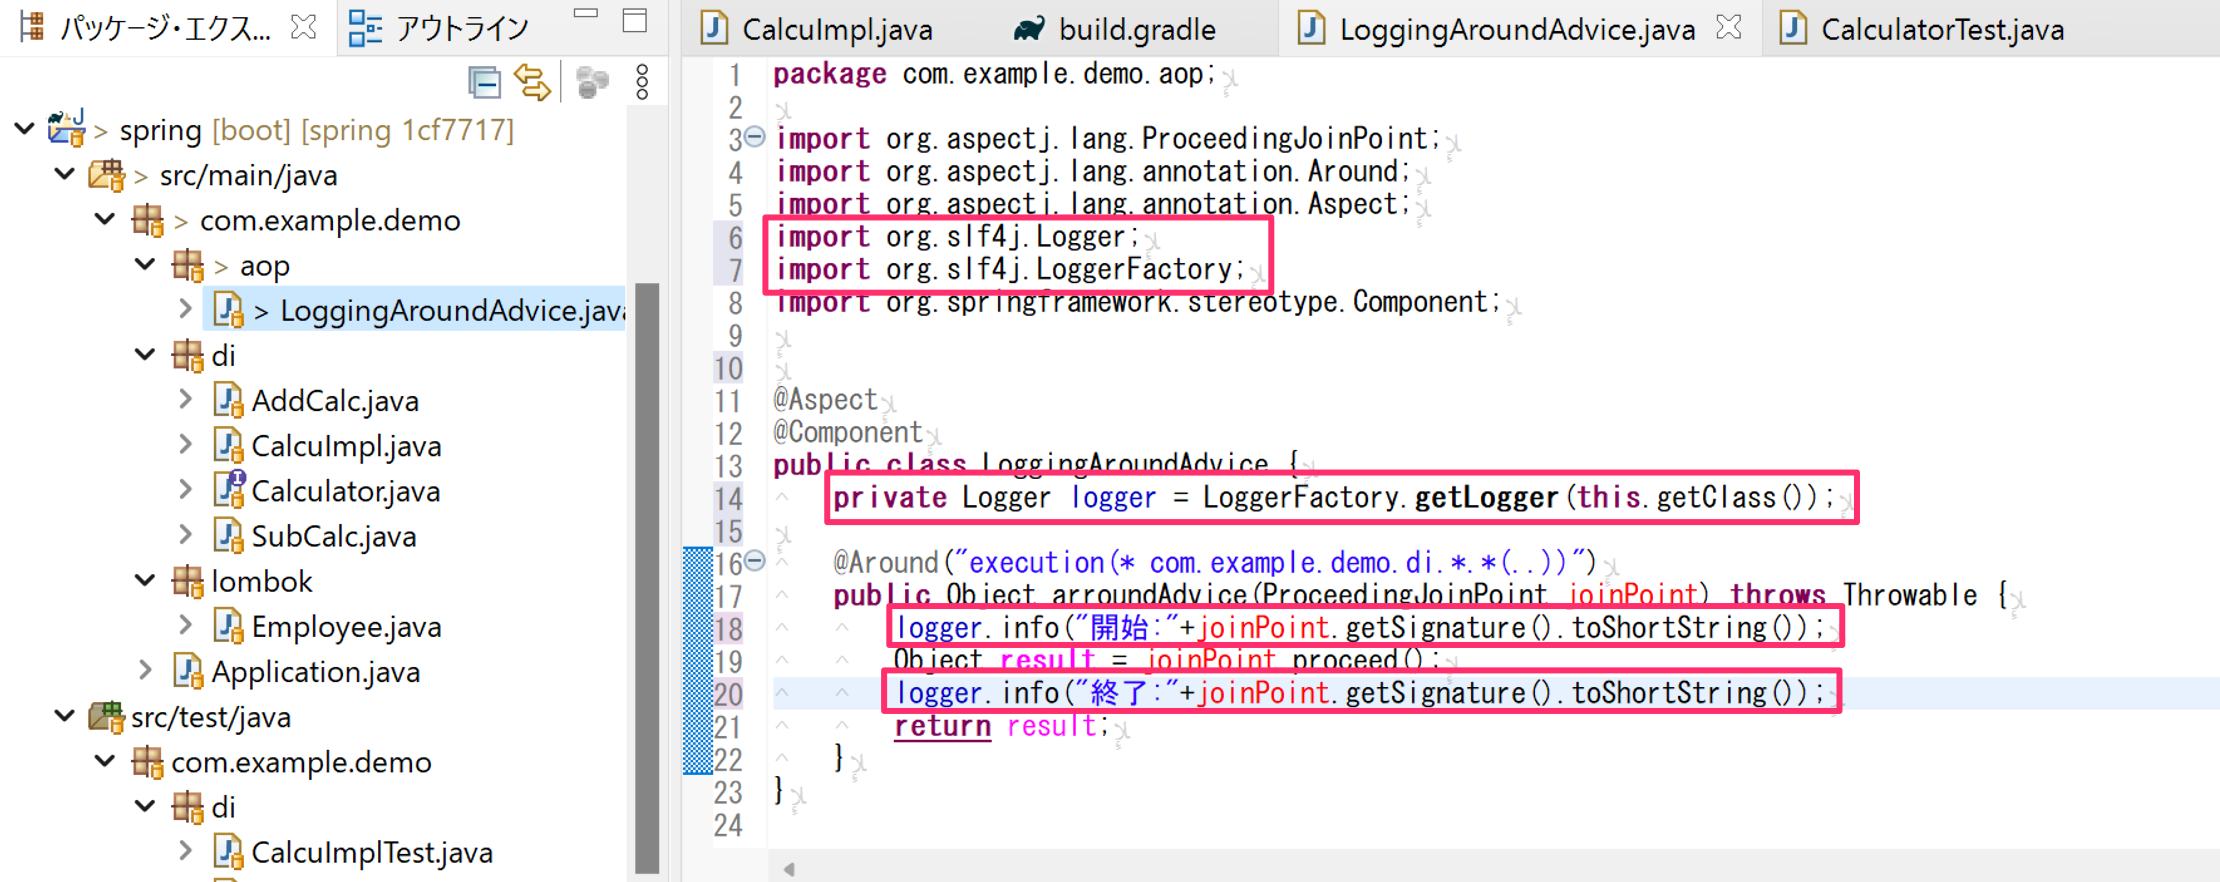 パッケージ・エクス...
アウトライン
> spring [boot] [spring 1cf7717]
> src/main/java
> com.example.demo
> aop
> LoggingAroundAdvice.java
di
AddCalc.java
CalcuImpl.java
Calculator.java
SubCalc.java
lombok
Employee.java
Application.java
src/test/java
com.example.demo
di
CalcuImplTest.java
CalcuImpl.java
build.gradle
LoggingAroundAdvice.java
CalculatorTest.java
1 package com.example.demo.aop;
2
3 import org.aspectj.lang.ProceedingJoinPoint;
4 import org.aspectj.lang.annotation.Around;
5 import org.aspectj.lang.annotation.Aspect;
6 import org.slf4j.Logger;
7 import org.slf4j.LoggerFactory;
8 import org.springframework.stereotype.Component;
9
10
11 @Aspect
12 @Component
13 public class LoggingAroundAdvice {
14 private Logger logger = LoggerFactory.getLogger(this.getClass());
15
16 @Around("execution(* com.example.demo.di.*.*(..))")
17 public Object arroundAdvice(ProceedingJoinPoint joinPoint) throws Throwable {
18 logger.info("開始:"+joinPoint.getSignature().toShortString());
19 Object result = joinPoint.proceed();
20 logger.info("終了:"+joinPoint.getSignature().toShortString());
21 return result;
22 }
23 }
24